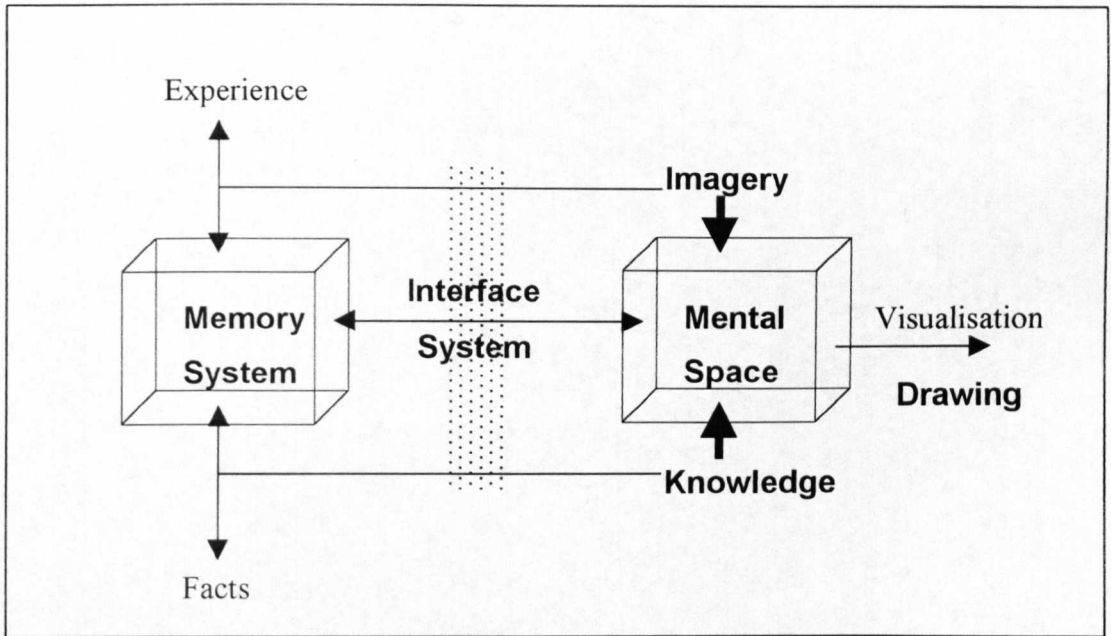 Experience
Imagery
Interface
Memory
Mental
Visualisation
System
System
Space
Drawing
Knowledge
Facts